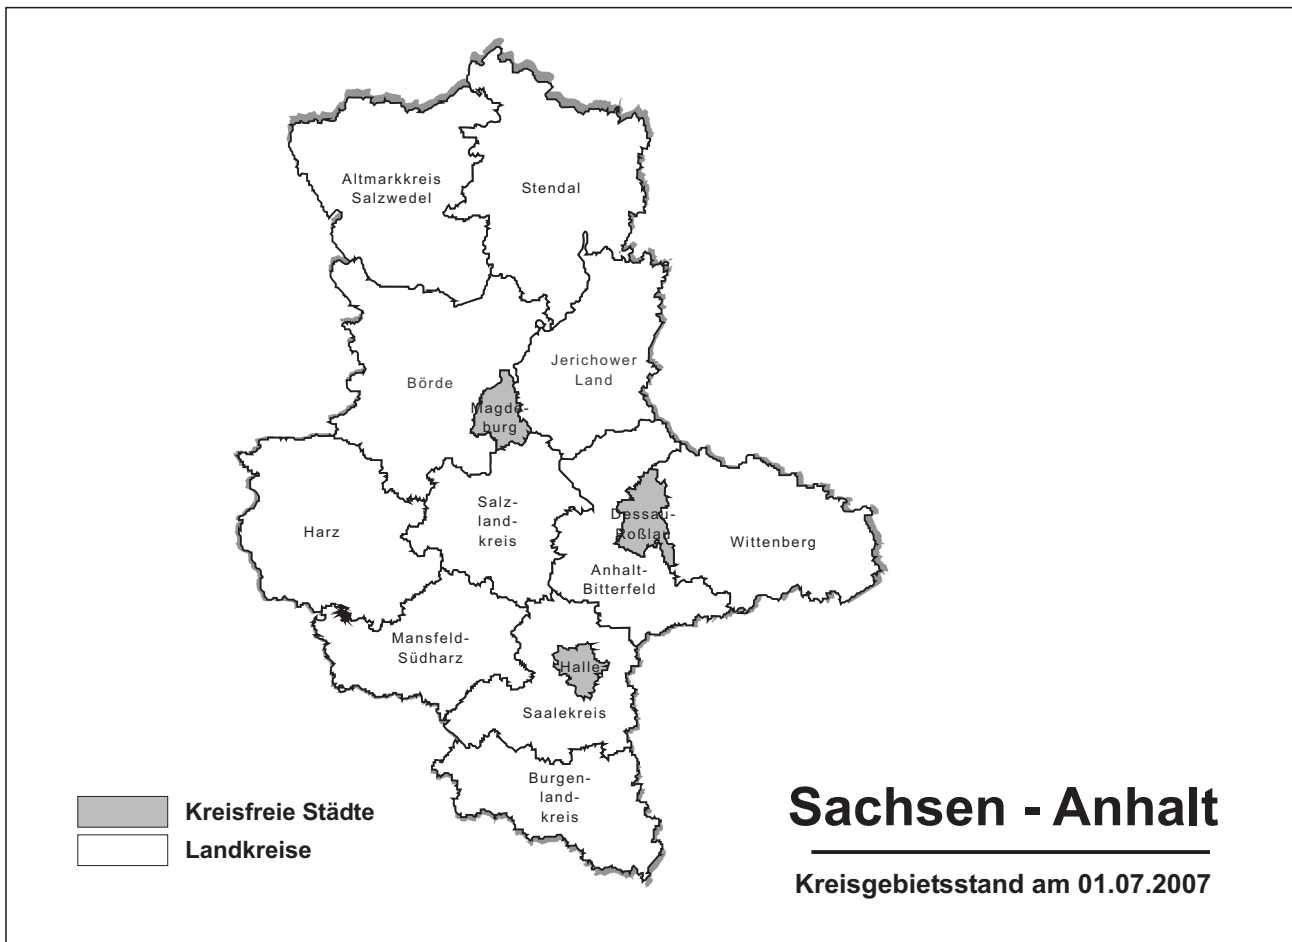 Altmarkkreis
Salzwedel
Stendal
Jerichower
Land
Börde
Magde-
burg
Salz-
land-
kreis
Harz
Dessau-
Roßlau
Wittenberg
Anhalt-
Bitterfeld
Mansfeld-
Südharz
Halle
Saalekreis
Burgen-
land-
kreis
Kreisfreie Städte
Landkreise
Sachsen - Anhalt
Kreisgebietsstand am 01.07.2007